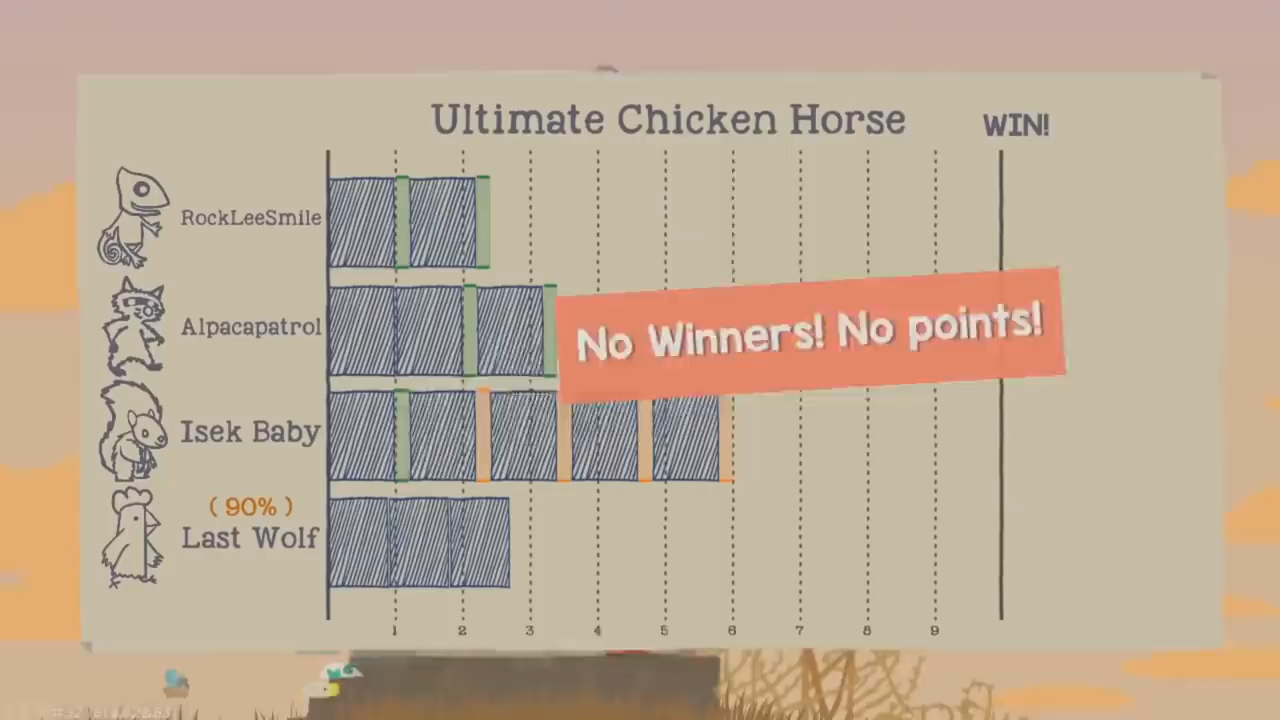 Ultimate Chicken Horse
WIN!
RockLeeSmile
Alpacapatrol
No Winners! No points!
Isek Baby
( 90% )
Last Wolf
1 2 3 4 5 6 7 8 9